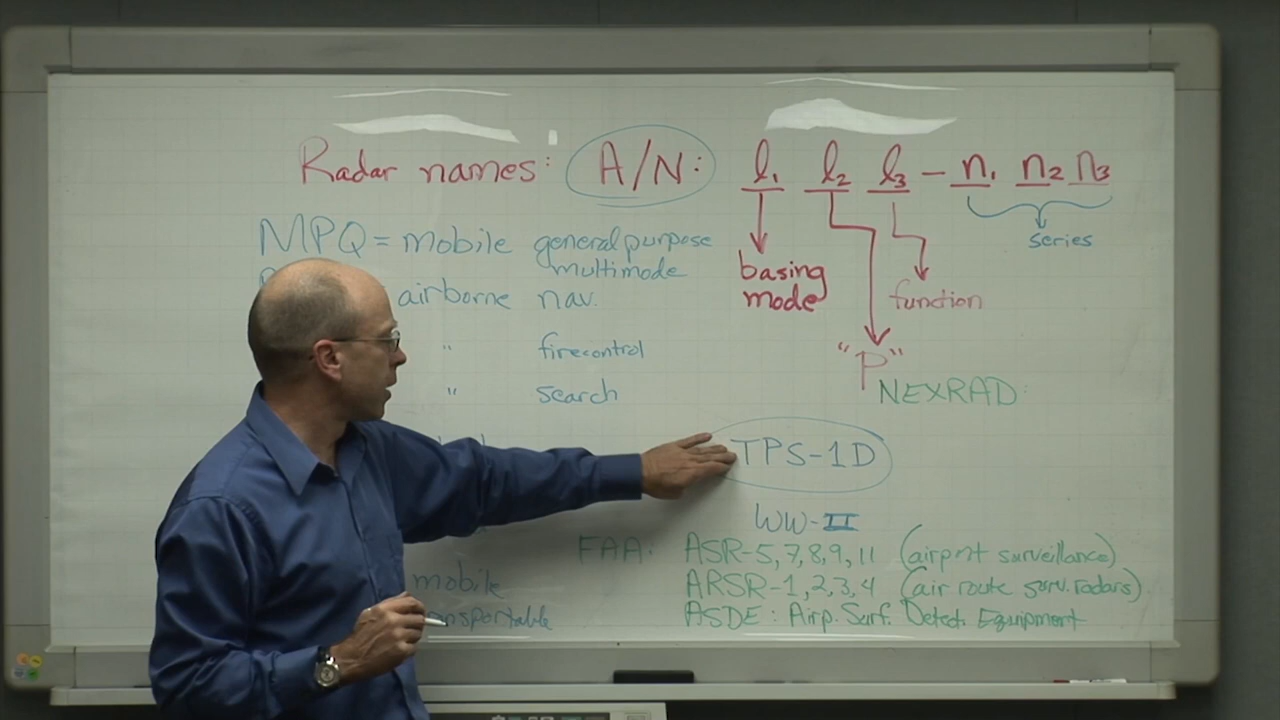 Radar names: A/N: l₁ l₂ l₃ - n₁ n₂ n₃
series
MPQ = mobile general purpose
multimode
airborne nav.
basing
mode
function
" firecontrol
"P"
" search
NEXRAD:
TPS-1D
WW-II
FAA: ASR-5,7,8,9,11 (airport surveillance)
mobile
ARSR-1,2,3,4 (air route surv. radars)
ASDE: Airp. Surf. Detect. Equipment